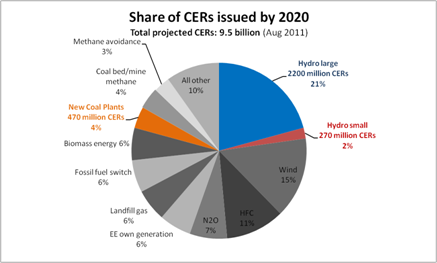 Share of CERs issued by 2020
Total projected CERs: 9.5 billion (Aug 2011)
Methane avoidance
3%
Coal bed/mine
methane
4%
New Coal Plants
470 million CERs
4%
Biomass energy 6%
Fossil fuel switch
6%
Landfill gas
6%
EE own generation
6%
All other
10%
Hydro large
2200 million CERs
21%
Hydro small
270 million CERs
2%
Wind
15%
HFC
11%
N2O
7%